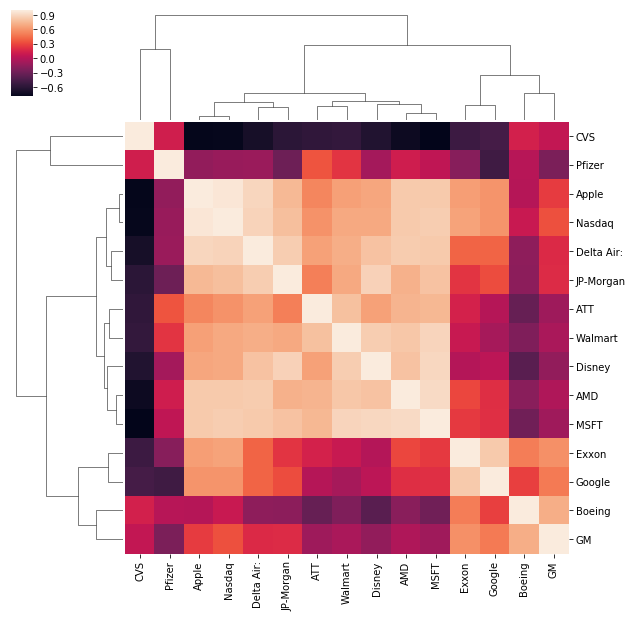 0.9
0.6
0.3
0.0
−0.3
−0.6
CVS
Pfizer
Apple
Nasdaq
Delta Air:
JP-Morgan
ATT
Walmart
Disney
AMD
MSFT
Exxon
Google
Boeing
GM
CVS
Pfizer
Apple
Nasdaq
Delta Air:
JP-Morgan
ATT
Walmart
Disney
AMD
MSFT
Exxon
Google
Boeing
GM